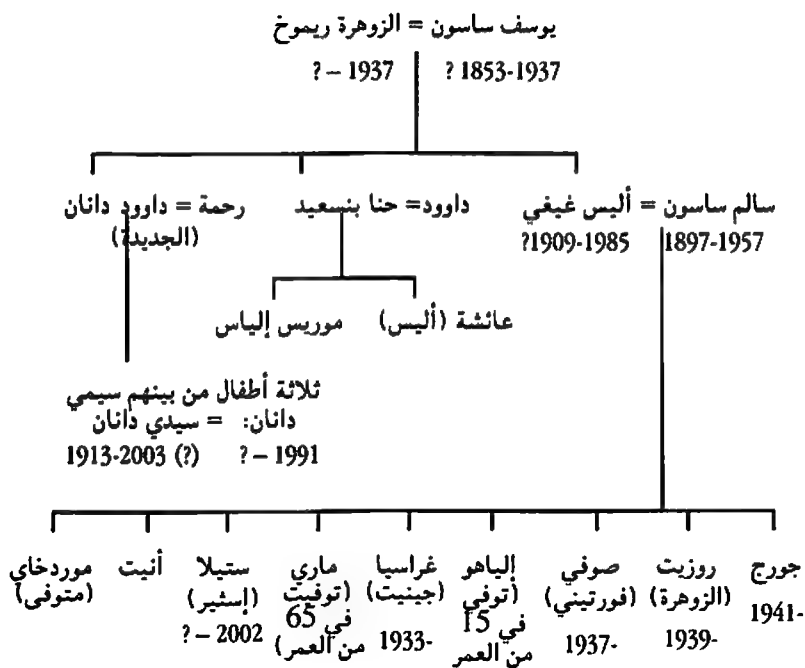 يوسف ساسون = الزوهرة ريموخ
? 1853-1937
? – 1937
سالم ساسون = أليس غيغي
1897-1957
?1909-1985
داوود= حنا بنسعيد
رحمة = داوود دانان
(الجديدة?)
عائشة (أليس)
موريس إلياس
ثلاثة أطفال من بينهم سيمي
دانان: = سيدي دانان
? – 1991
1913-2003 (?)
جورج
1941-
روزيت
(الزوهرة)
1939-
صوفي
(فورتيني)
1937-
إلياهو
(توفي
في 15
من العمر)
غراسيا
(جينيت)
1933-
ماري
(توفيت
في 65
من العمر)
ستيلا
(إستير)
? – 2002
أنيت
موردخاي
(متوفى)